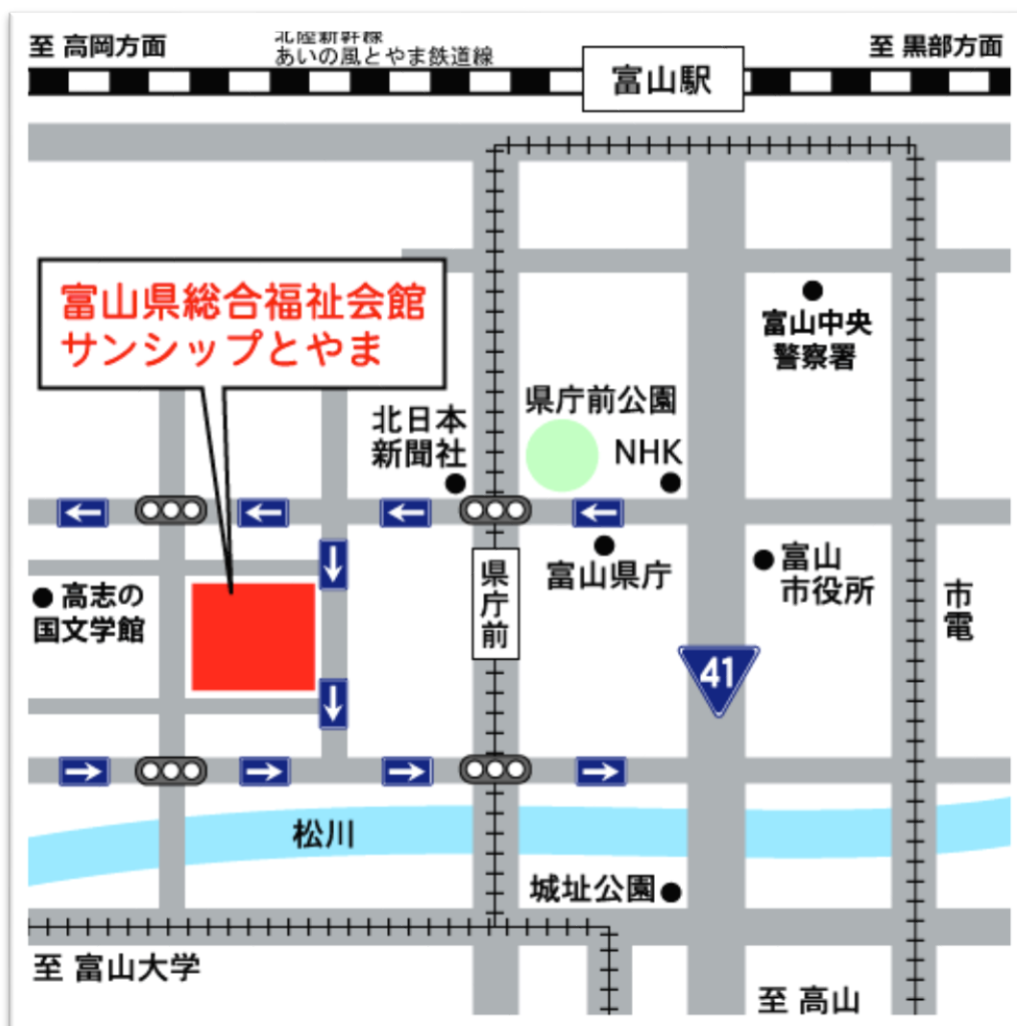 至 高岡方面
北陸新幹線
あいの風とやま鉄道線
至 黒部方面
富山駅
富山県総合福祉会館
サンシップとやま
富山中央
警察署
県庁前公園
北日本
新聞社
NHK
富山県庁
富山
市役所
県庁前
高志の
国文学館
市電
41
松川
城址公園
至 富山大学
至 高山